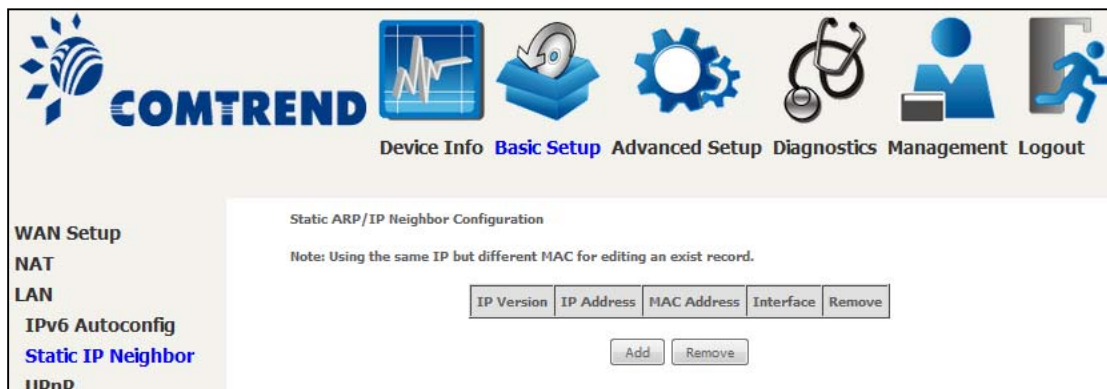 COMTREND
Device Info Basic Setup Advanced Setup Diagnostics Management Logout
WAN Setup
NAT
LAN
IPv6 Autoconfig
Static IP Neighbor
UPnP
Static ARP/IP Neighbor Configuration
Note: Using the same IP but different MAC for editing an exist record.
IP Version IP Address MAC Address Interface Remove
Add Remove